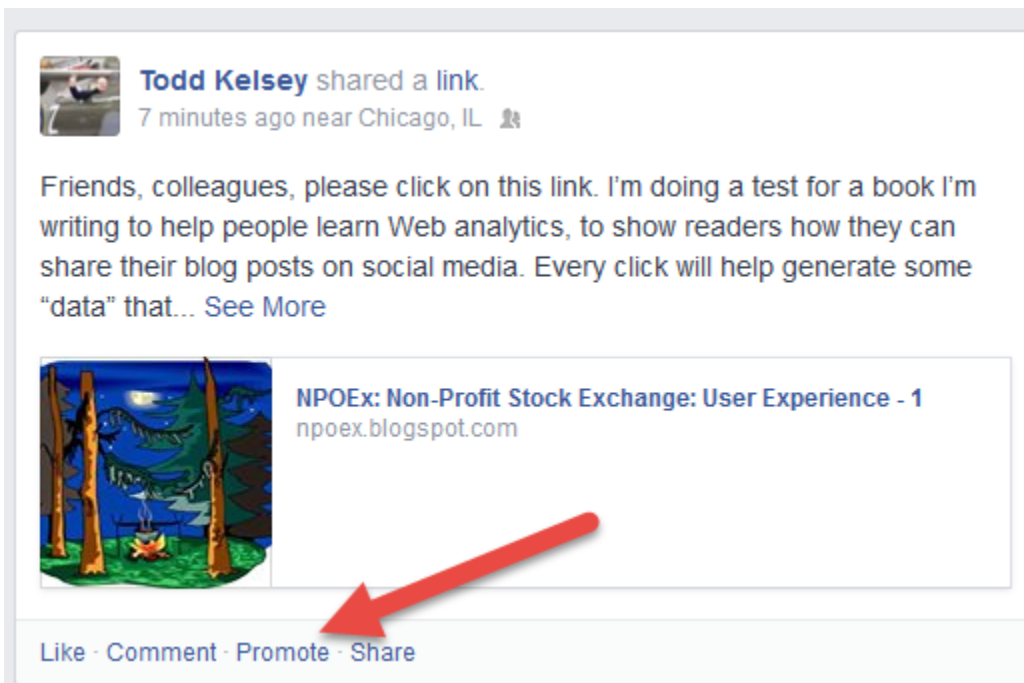 Todd Kelsey shared a link.
7 minutes ago near Chicago, IL
Friends, colleagues, please click on this link. I'm doing a test for a book I'm
writing to help people learn Web analytics, to show readers how they can
share their blog posts on social media. Every click will help generate some
“data” that... See More
NPOEx: Non-Profit Stock Exchange: User Experience - 1
npoex.blogspot.com
Like · Comment · Promote · Share